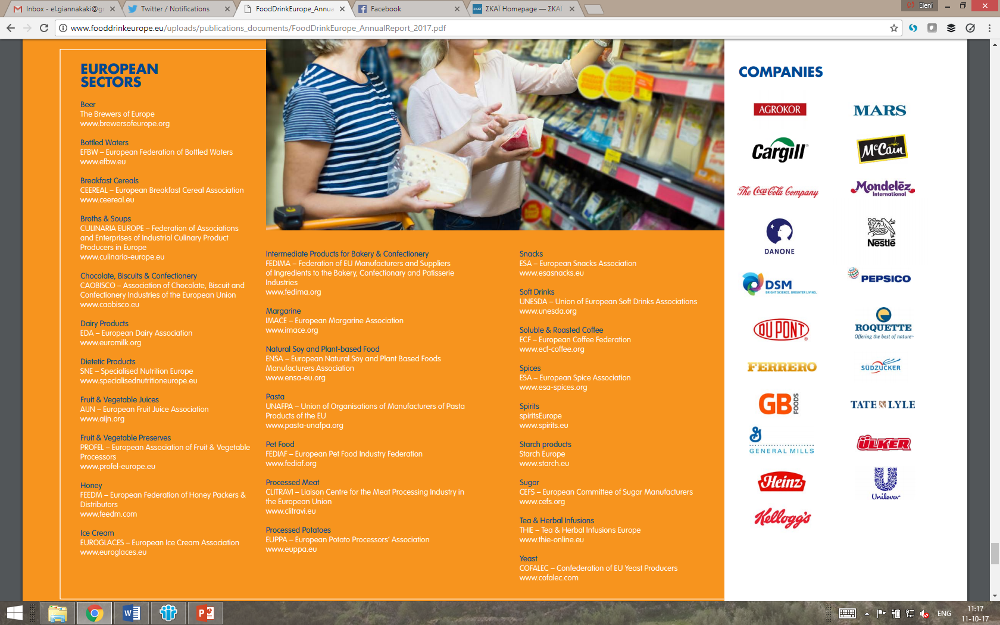 Inbox - el.giannakaki@gr
Twitter / Notifications
FoodDrinkEurope_Annua
Facebook
ΣΚΑΪ Homepage — ΣΚΑΪ
Eleni
www.fooddrinkeurope.eu/uploads/publications_documents/FoodDrinkEurope_AnnualReport_2017.pdf
EUROPEAN
SECTORS
Beer
The Brewers of Europe
www.brewersofeurope.org
Bottled Waters
EFBW – European Federation of Bottled Waters
www.efbw.eu
Breakfast Cereals
CEEREAL – European Breakfast Cereal Association
www.ceereal.eu
Broths & Soups
CULINARIA EUROPE – Federation of Associations
and Enterprises of Industrial Culinary Product
Producers in Europe
www.culinaria-europe.eu
Chocolate, Biscuits & Confectionery
CAOBISCO – Association of Chocolate, Biscuit and
Confectionery Industries of the European Union
www.caobisco.eu
Dairy Products
EDA – European Dairy Association
www.euromilk.org
Dietetic Products
SNE – Specialised Nutrition Europe
www.specialisednutritioneurope.eu
Fruit & Vegetable Juices
AIJN – European Fruit Juice Association
www.aijn.org
Fruit & Vegetable Preserves
PROFEL – European Association of Fruit & Vegetable
Processors
www.profel-europe.eu
Honey
FEEDM – European Federation of Honey Packers &
Distributors
www.feedm.com
Ice Cream
EUROGLACES – European Ice Cream Association
www.euroglaces.eu
Intermediate Products for Bakery & Confectionery
FEDIMA – Federation of EU Manufacturers and Suppliers
of Ingredients to the Bakery, Confectionary and Patisserie
Industries
www.fedima.org
Margarine
IMACE – European Margarine Association
www.imace.org
Natural Soy and Plant-based Food
ENSA – European Natural Soy and Plant Based Foods
Manufacturers Association
www.ensa-eu.org
Pasta
UNAFPA – Union of Organisations of Manufacturers of Pasta
Products of the EU
www.pasta-unafpa.org
Pet Food
FEDIAF – European Pet Food Industry Federation
www.fediaf.org
Processed Meat
CLITRAVI – Liaison Centre for the Meat Processing Industry in
the European Union
www.clitravi.eu
Processed Potatoes
EUPPA – European Potato Processors' Association
www.euppa.eu
Snacks
ESA – European Snacks Association
www.esasnacks.eu
Soft Drinks
UNESDA – Union of European Soft Drinks Associations
www.unesda.org
Soluble & Roasted Coffee
ECF – European Coffee Federation
www.ecf-coffee.org
Spices
ESA – European Spice Association
www.esa-spices.org
Spirits
spiritsEurope
www.spirits.eu
Starch products
Starch Europe
www.starch.eu
Sugar
CEFS – European Committee of Sugar Manufacturers
www.cefs.org
Tea & Herbal Infusions
THIE – Tea & Herbal Infusions Europe
www.thie-online.eu
Yeast
COFALEC – Confederation of EU Yeast Producers
www.cofalec.com
COMPANIES
AGROKOR
MARS
Cargill®
McCain
The Coca-Cola Company
Mondelēz
International
DANONE
Nestlé
DSM
BRIGHT SCIENCE. BRIGHTER LIVING.
PEPSICO
DUPONT®
ROQUETTE
Offering the best of nature™
FERRERO
SÜDZUCKER
GB
FOODS
TATE & LYLE
G
GENERAL MILLS
ÜLKER
Heinz
Unilever
Kellogg's
ENG
11:17
11-10-17